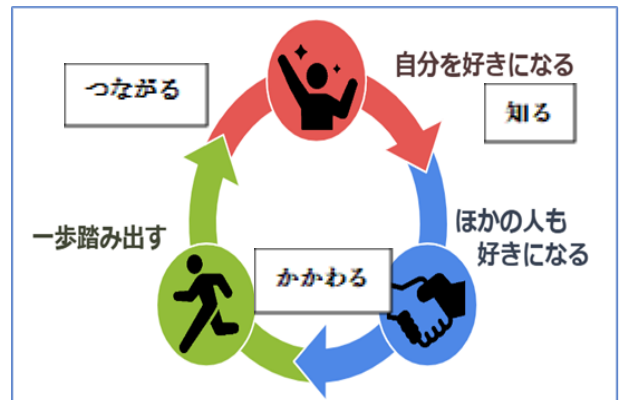 自分を好きになる
つながる
知る
ほかの人も
好きになる
一歩踏み出す
かかわる